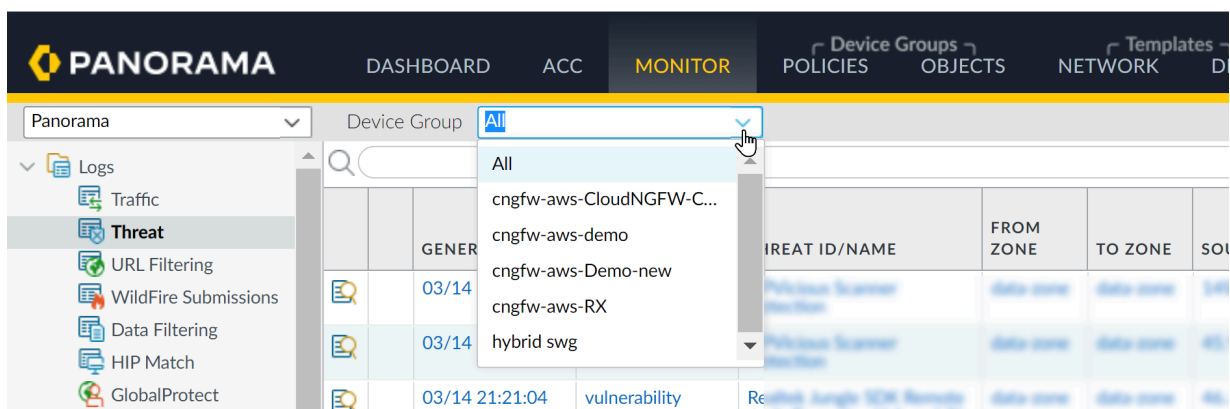 PANORAMA
DASHBOARD
ACC
MONITOR
Device Groups
POLICIES
OBJECTS
Templates
NETWORK
Panorama
Device Group
All
Logs
Traffic
Threat
URL Filtering
WildFire Submissions
Data Filtering
HIP Match
GlobalProtect
All
cngfw-aws-CloudNGFW-C...
cngfw-aws-demo
cngfw-aws-Demo-new
cngfw-aws-RX
hybrid swg
GENER
HREAT ID/NAME
FROM
ZONE
TO ZONE
SOU
03/14
03/14
03/14 21:21:04
vulnerability